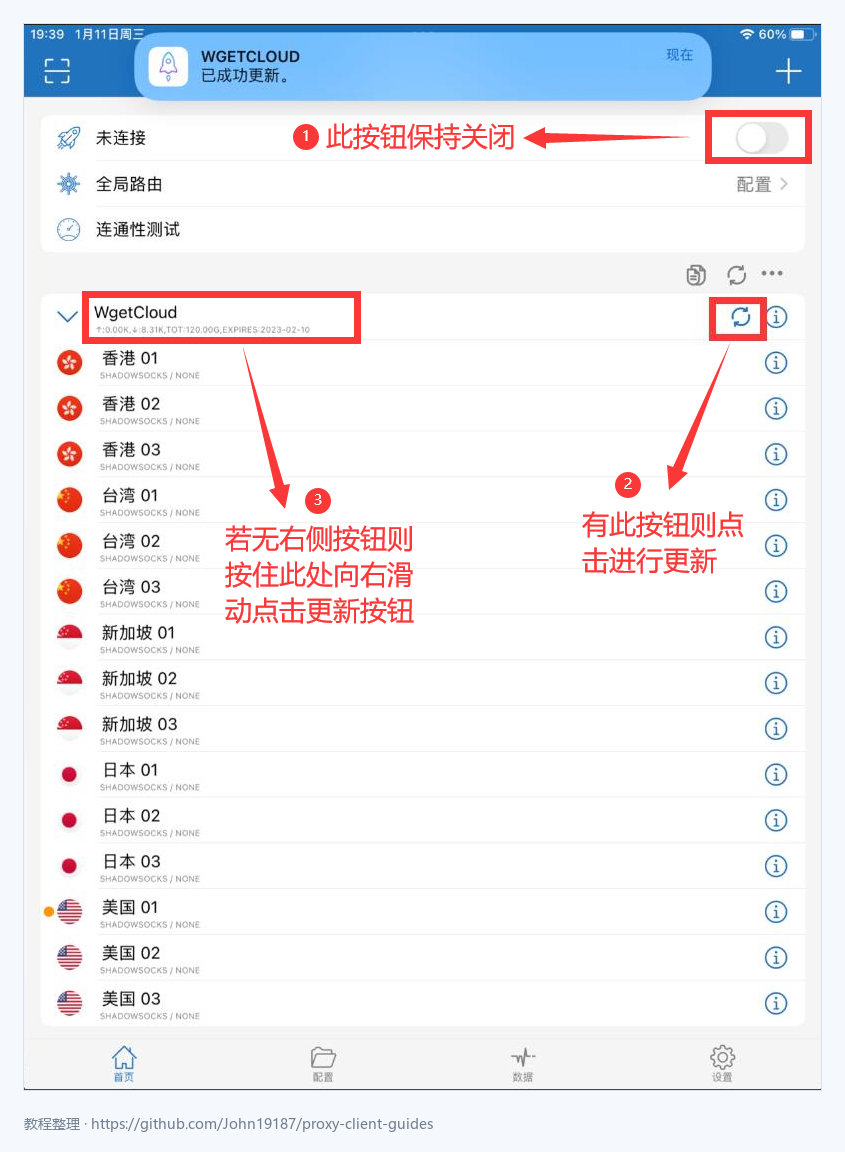 19:39 1月11日周三
60%
WGETCLOUD
现在
已成功更新。
未连接
1 此按钮保持关闭
全局路由
配置
连通性测试
WgetCloud
↑:0.00K,↓:8.31K,TOT:120.00G,EXPIRES:2023-02-10
香港 01
SHADOWSOCKS / NONE
香港 02
SHADOWSOCKS / NONE
香港 03
SHADOWSOCKS / NONE
台湾 01
SHADOWSOCKS / NONE
台湾 02
SHADOWSOCKS / NONE
台湾 03
SHADOWSOCKS / NONE
2
有此按钮则点
击进行更新
3
若无右侧按钮则
按住此处向右滑
动点击更新按钮
新加坡 01
SHADOWSOCKS / NONE
新加坡 02
SHADOWSOCKS / NONE
新加坡 03
SHADOWSOCKS / NONE
日本 01
SHADOWSOCKS / NONE
日本 02
SHADOWSOCKS / NONE
日本 03
SHADOWSOCKS / NONE
美国 01
SHADOWSOCKS / NONE
美国 02
SHADOWSOCKS / NONE
美国 03
SHADOWSOCKS / NONE
首页
配置
数据
设置
教程整理 · https://github.com/John19187/proxy-client-guides